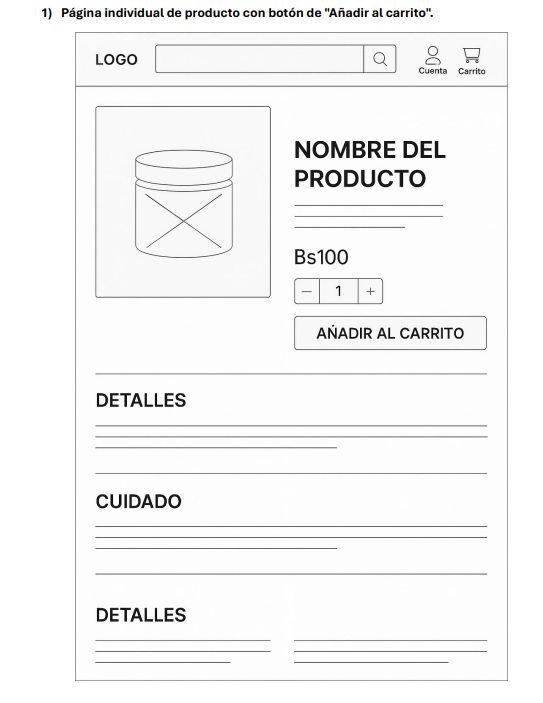 1) Página individual de producto con botón de "Añadir al carrito".
LOGO
Cuenta Carrito
NOMBRE DEL
PRODUCTO
Bs100
— 1 +
AÑADIR AL CARRITO
DETALLES
CUIDADO
DETALLES